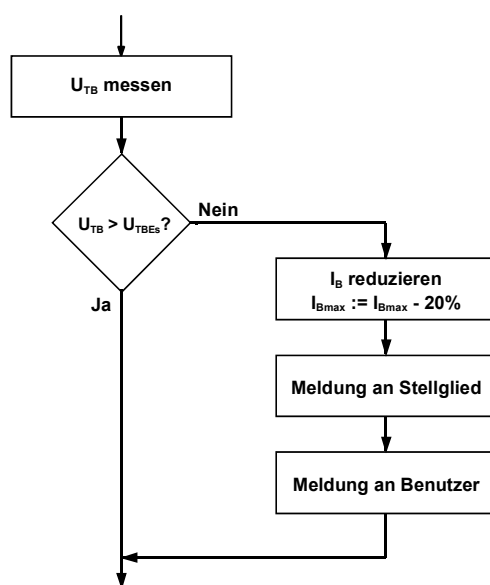 U_TB messen
U_TB > U_TBEs?
Nein
Ja
I_B reduzieren
I_Bmax := I_Bmax - 20%
Meldung an Stellglied
Meldung an Benutzer